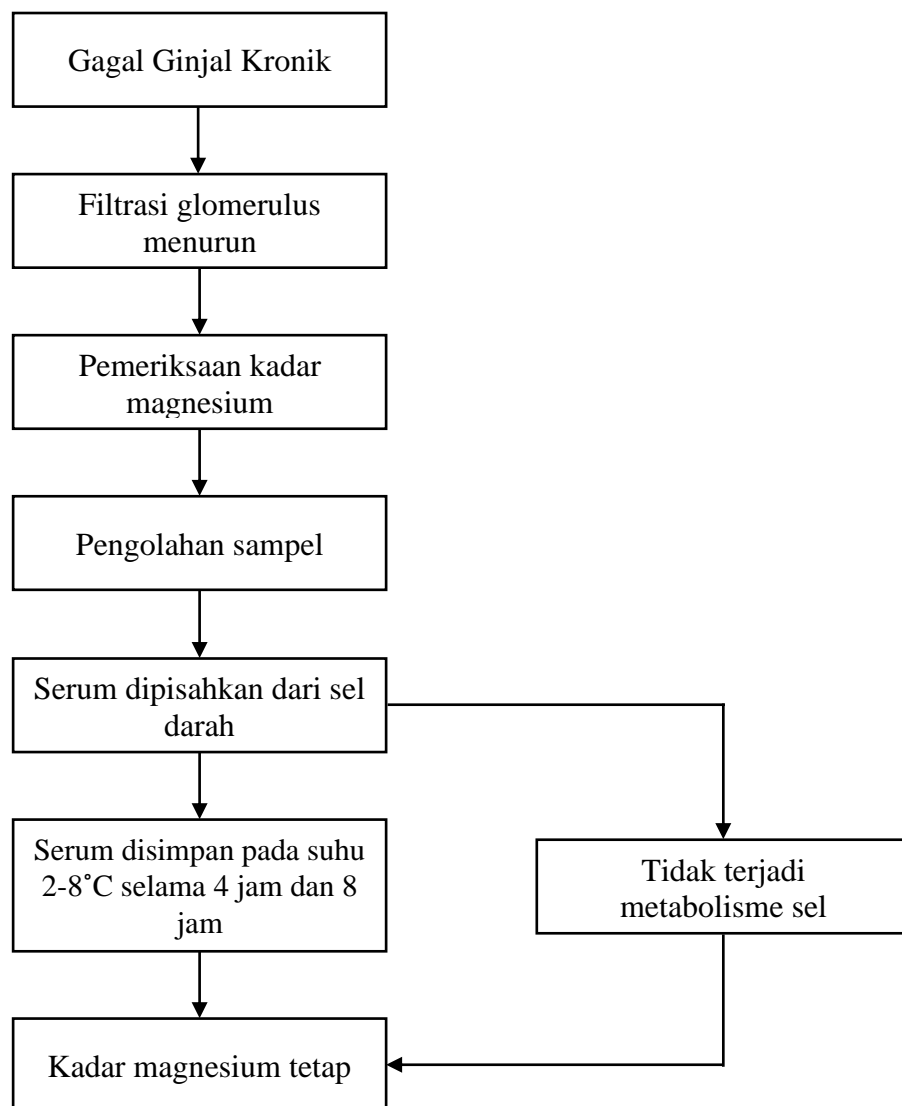 Gagal Ginjal Kronik
Filtrasi glomerulus
menurun
Pemeriksaan kadar
magnesium
Pengolahan sampel
Serum dipisahkan dari sel
darah
Serum disimpan pada suhu
2-8˚C selama 4 jam dan 8
jam
Tidak terjadi
metabolisme sel
Kadar magnesium tetap